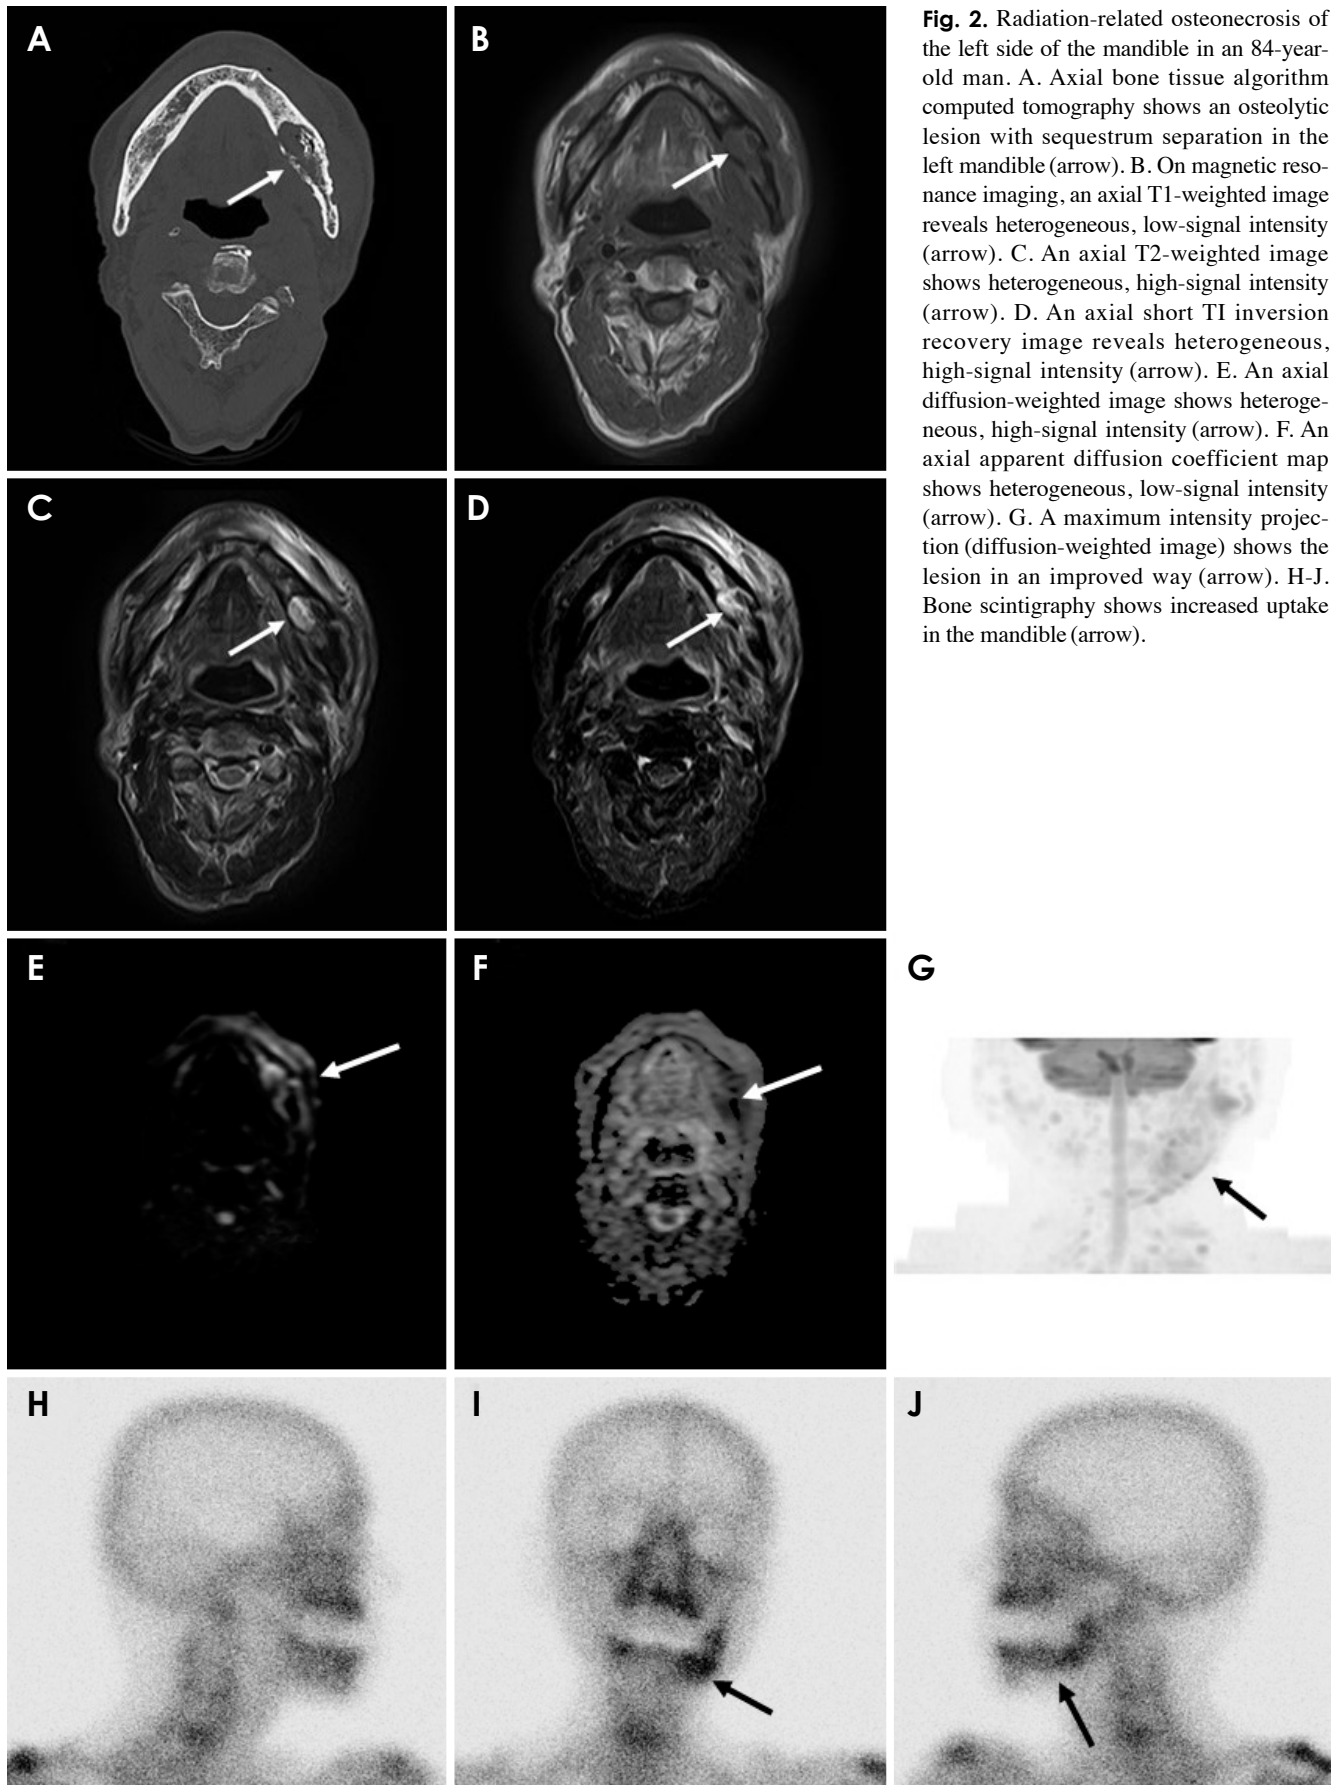 A
B
Fig. 2. Radiation-related osteonecrosis of
the left side of the mandible in an 84-year-
old man. A. Axial bone tissue algorithm
computed tomography shows an osteolytic
lesion with sequestrum separation in the
left mandible (arrow). B. On magnetic reso-
nance imaging, an axial T1-weighted image
reveals heterogeneous, low-signal intensity
(arrow). C. An axial T2-weighted image
shows heterogeneous, high-signal intensity
(arrow). D. An axial short TI inversion
recovery image reveals heterogeneous,
high-signal intensity (arrow). E. An axial
diffusion-weighted image shows heteroge-
neous, high-signal intensity (arrow). F. An
axial apparent diffusion coefficient map
shows heterogeneous, low-signal intensity
(arrow). G. A maximum intensity projec-
tion (diffusion-weighted image) shows the
lesion in an improved way (arrow). H-J.
Bone scintigraphy shows increased uptake
in the mandible (arrow).
C
D
E
F
G
H
I
J